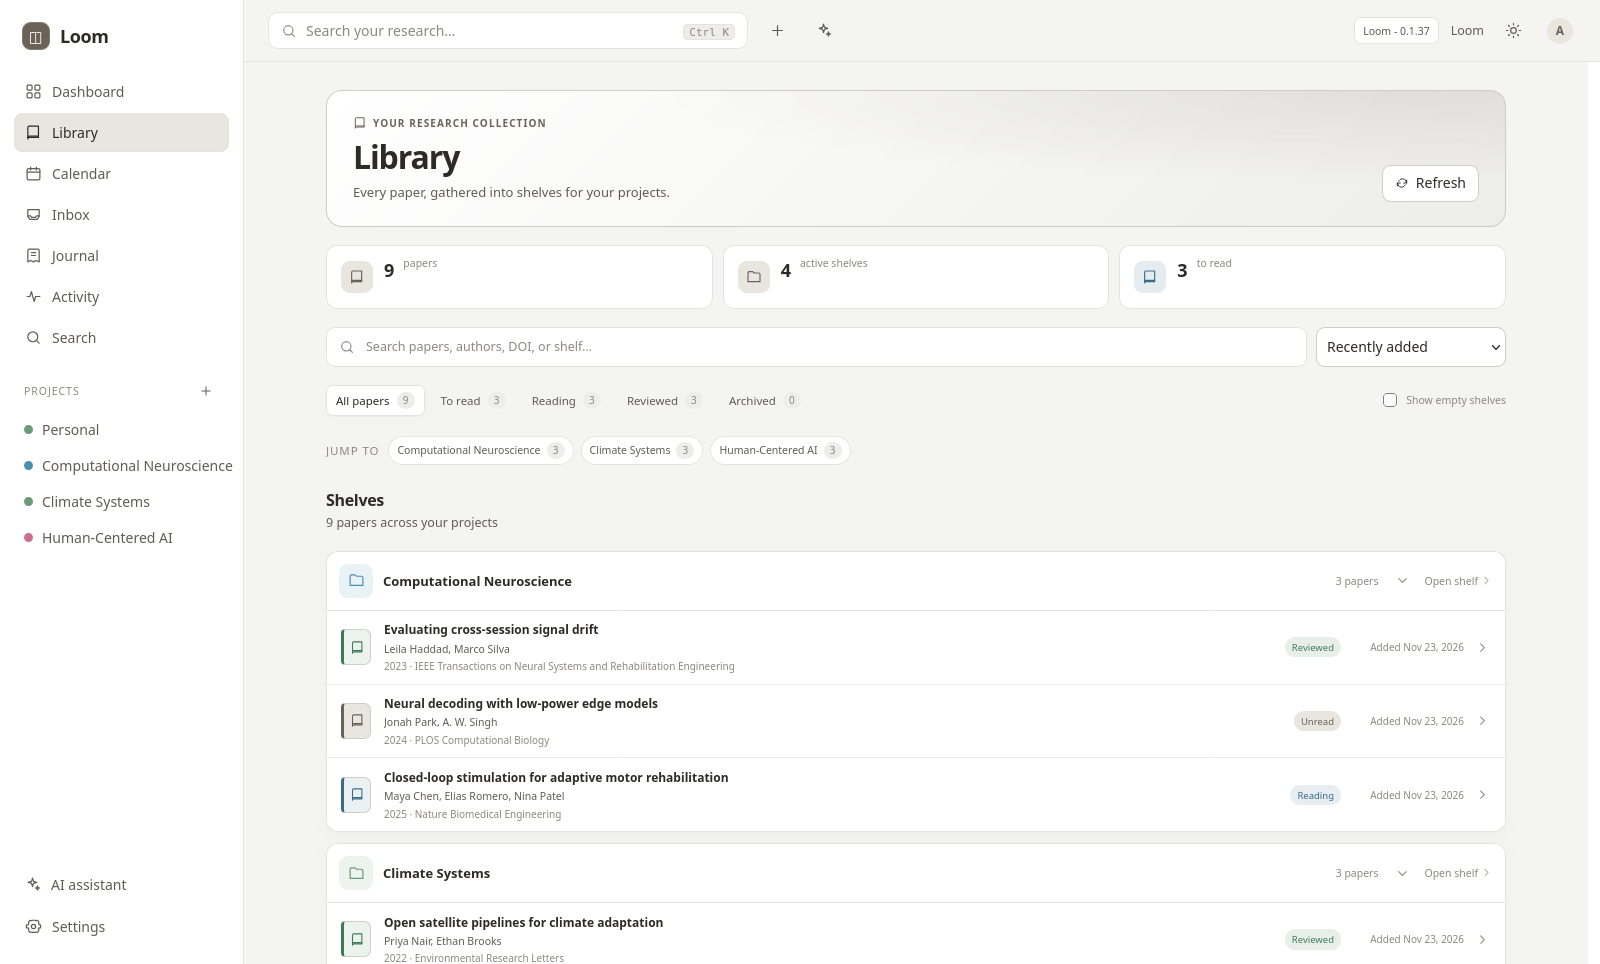 Loom
Search your research...
Ctrl K
Loom - 0.1.37
Loom
A
Dashboard
Library
Calendar
Inbox
Journal
Activity
Search
PROJECTS
Personal
Computational Neuroscience
Climate Systems
Human-Centered AI
AI assistant
Settings
YOUR RESEARCH COLLECTION
Library
Every paper, gathered into shelves for your projects.
Refresh
9 papers
4 active shelves
3 to read
Search papers, authors, DOI, or shelf...
Recently added
All papers 9
To read 3
Reading 3
Reviewed 3
Archived 0
Show empty shelves
JUMP TO
Computational Neuroscience 3
Climate Systems 3
Human-Centered AI 3
Shelves
9 papers across your projects
Computational Neuroscience
3 papers
Open shelf
Evaluating cross-session signal drift
Leila Haddad, Marco Silva
2023 · IEEE Transactions on Neural Systems and Rehabilitation Engineering
Reviewed
Added Nov 23, 2026
Neural decoding with low-power edge models
Jonah Park, A. W. Singh
2024 · PLOS Computational Biology
Unread
Added Nov 23, 2026
Closed-loop stimulation for adaptive motor rehabilitation
Maya Chen, Elias Romero, Nina Patel
2025 · Nature Biomedical Engineering
Reading
Added Nov 23, 2026
Climate Systems
3 papers
Open shelf
Open satellite pipelines for climate adaptation
Priya Nair, Ethan Brooks
2022 · Environmental Research Letters
Reviewed
Added Nov 23, 2026